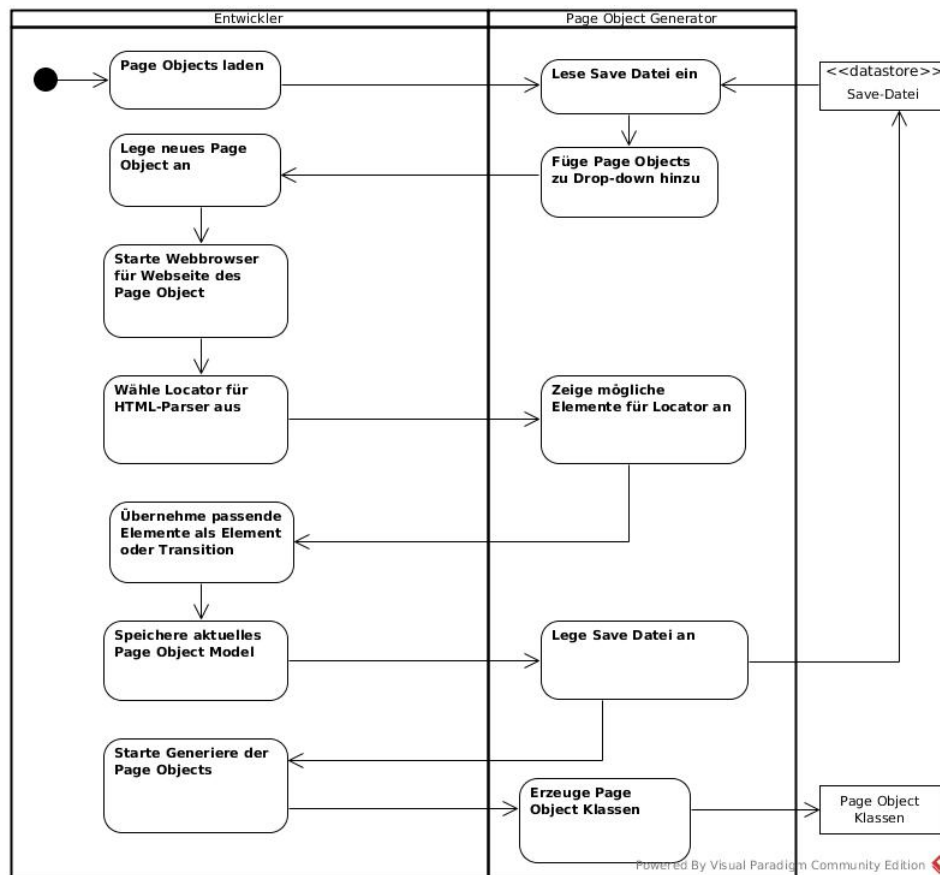 Entwickler
Page Object Generator
Page Objects laden
Lese Save Datei ein
<<datastore>>
Save-Datei
Lege neues Page
Object an
Füge Page Objects
zu Drop-down hinzu
Starte Webbrowser
für Webseite des
Page Object
Wähle Locator für
HTML-Parser aus
Zeige mögliche
Elemente für Locator an
Übernehme passende
Elemente als Element
oder Transition
Speichere aktuelles
Page Object Model
Lege Save Datei an
Starte Generiere der
Page Objects
Erzeuge Page
Object Klassen
Page Object
Klassen
Powered By Visual Paradigm Community Edition